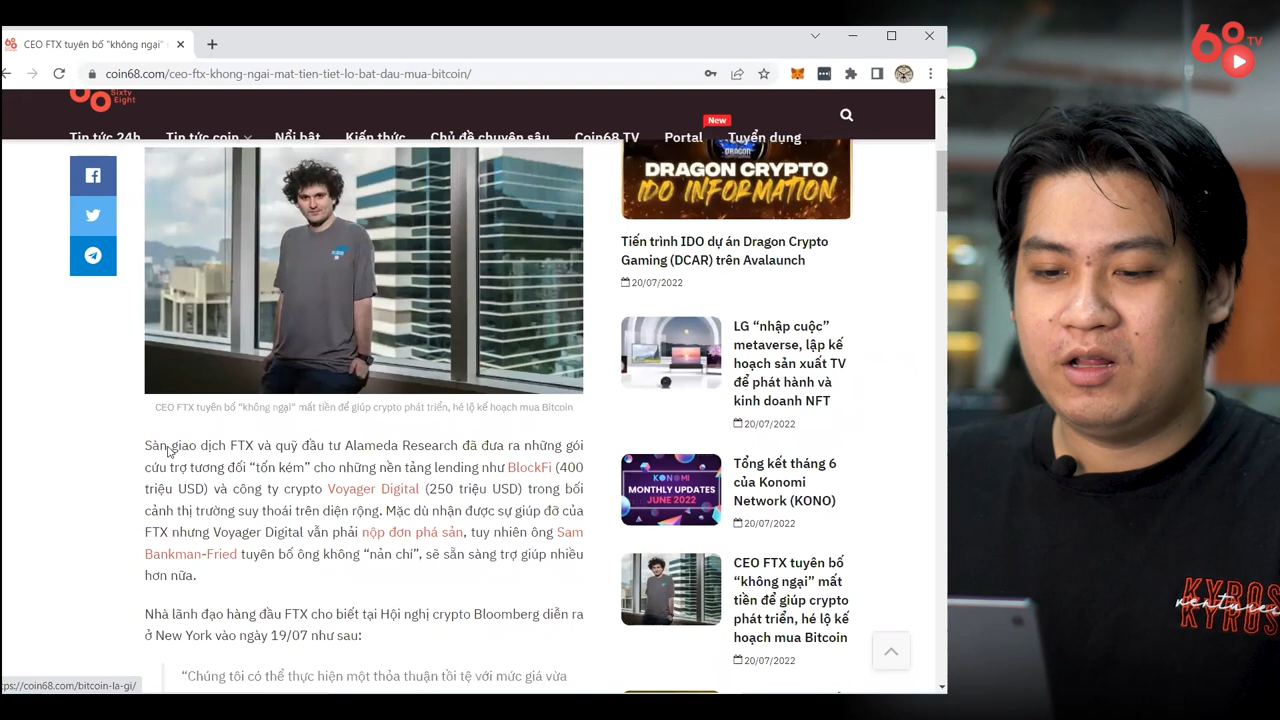 CEO FTX tuyên bố "không ngại"
coin68.com/ceo-ftx-khong-ngai-mat-tien-tiet-lo-bat-dau-mua-bitcoin/
68
TV
Sixty
Eight
Tin tức 24h Tin tức coin Nổi bật Kiến thức Chủ đề chuyên sâu Coin68 TV Portal New Tuyển dụng
CEO FTX tuyên bố “không ngại” mất tiền để giúp crypto phát triển, hé lộ kế hoạch mua Bitcoin
Sàn giao dịch FTX và quỹ đầu tư Alameda Research đã đưa ra những gói
cứu trợ tương đối “tốn kém” cho những nền tảng lending như BlockFi (400
triệu USD) và công ty crypto Voyager Digital (250 triệu USD) trong bối
cảnh thị trường suy thoái trên diện rộng. Mặc dù nhận được sự giúp đỡ của
FTX nhưng Voyager Digital vẫn phải nộp đơn phá sản, tuy nhiên ông Sam
Bankman-Fried tuyên bố ông không “nản chí”, sẽ sẵn sàng trợ giúp nhiều
hơn nữa.
Nhà lãnh đạo hàng đầu FTX cho biết tại Hội nghị crypto Bloomberg diễn ra
ở New York vào ngày 19/07 như sau:
“Chúng tôi có thể thực hiện một thỏa thuận tồi tệ với mức giá vừa
DRAGON
DRAGON CRYPTO
IDO INFORMATION
Tiến trình IDO dự án Dragon Crypto
Gaming (DCAR) trên Avalaunch
20/07/2022
LG “nhập cuộc”
metaverse, lập kế
hoạch sản xuất TV
để phát hành và
kinh doanh NFT
20/07/2022
KONOMI
MONTHLY UPDATES
JUNE 2022
Tổng kết tháng 6
của Konomi
Network (KONO)
20/07/2022
CEO FTX tuyên bố
“không ngại” mất
tiền để giúp crypto
phát triển, hé lộ kế
hoạch mua Bitcoin
20/07/2022
tps://coin68.com/bitcoin-la-gi/
KYROS
ventures
KYROS